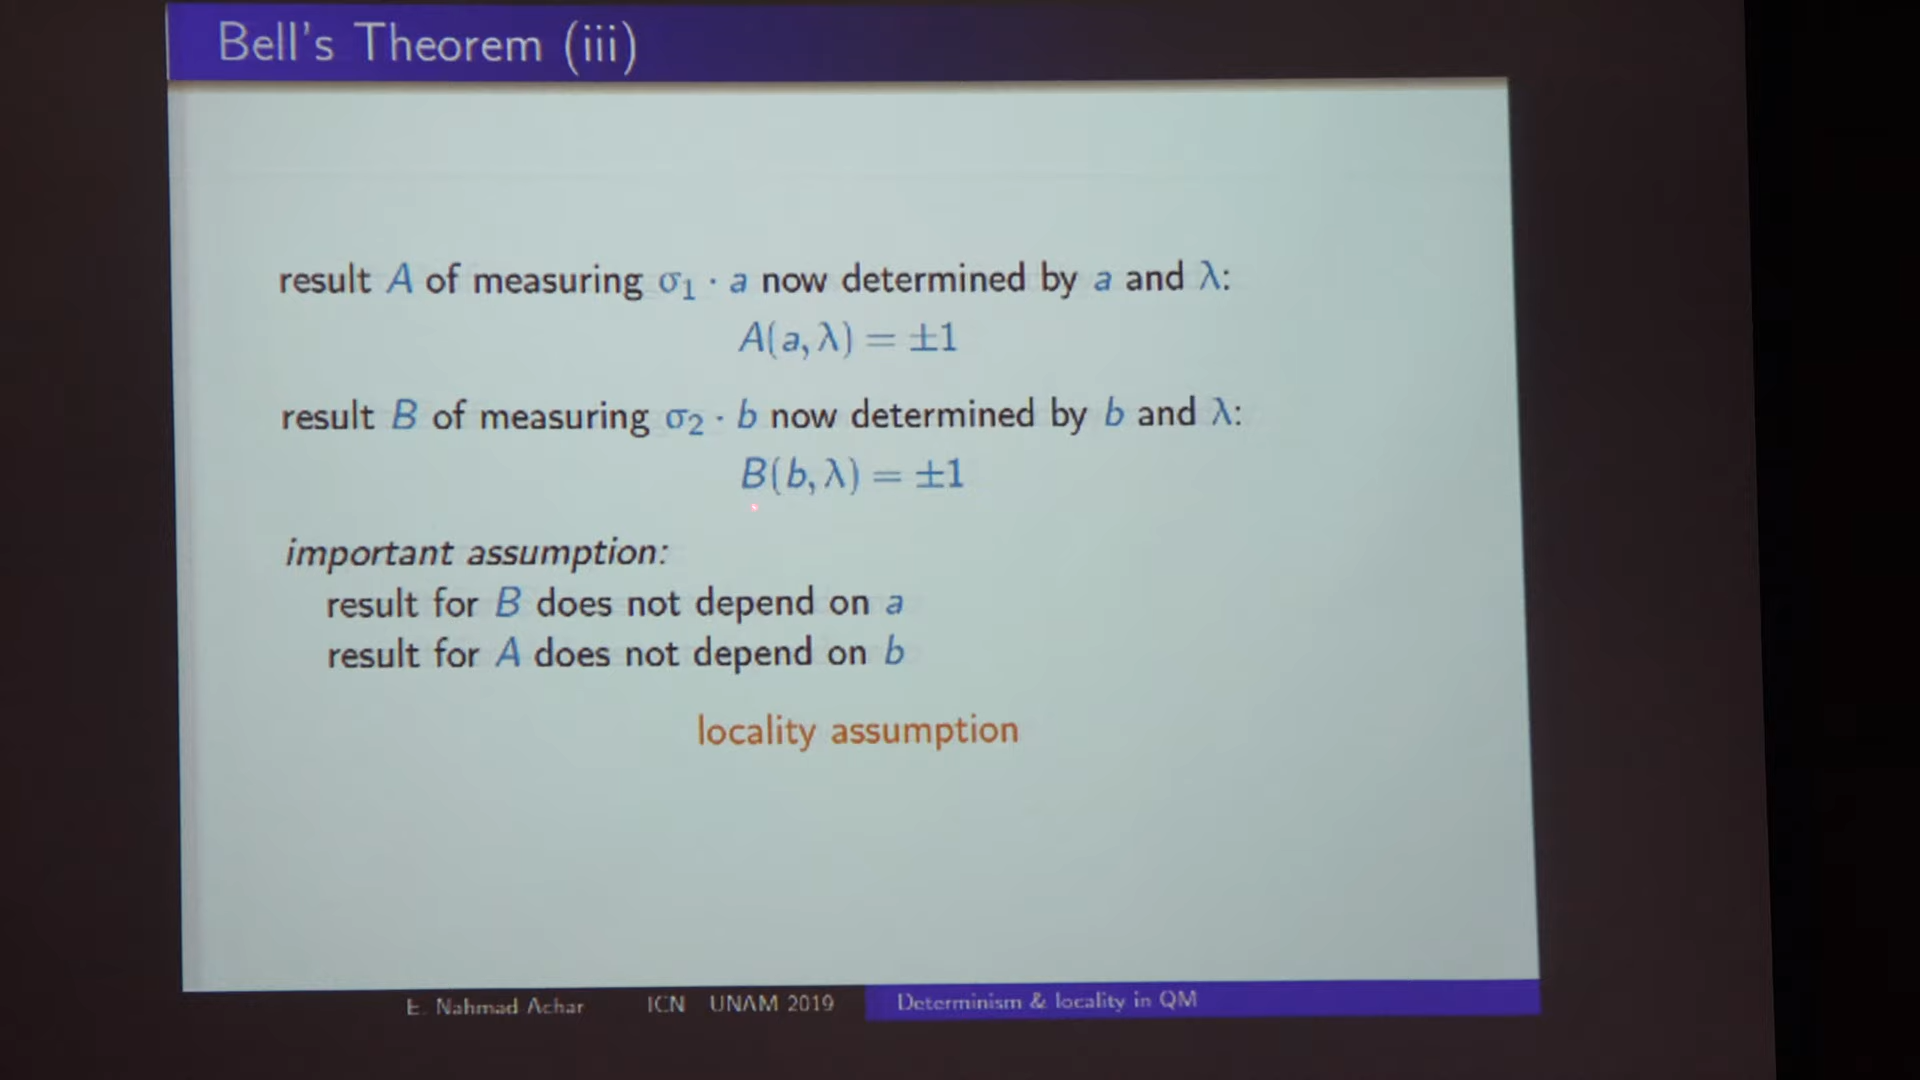 Bell's Theorem (iii)
result A of measuring σ₁ · a now determined by a and λ:
A(a, λ) = ±1
result B of measuring σ₂ · b now determined by b and λ:
B(b, λ) = ±1
important assumption:
result for B does not depend on a
result for A does not depend on b
locality assumption
E. Nahmad Achar ICN UNAM 2019 Determinism & locality in QM